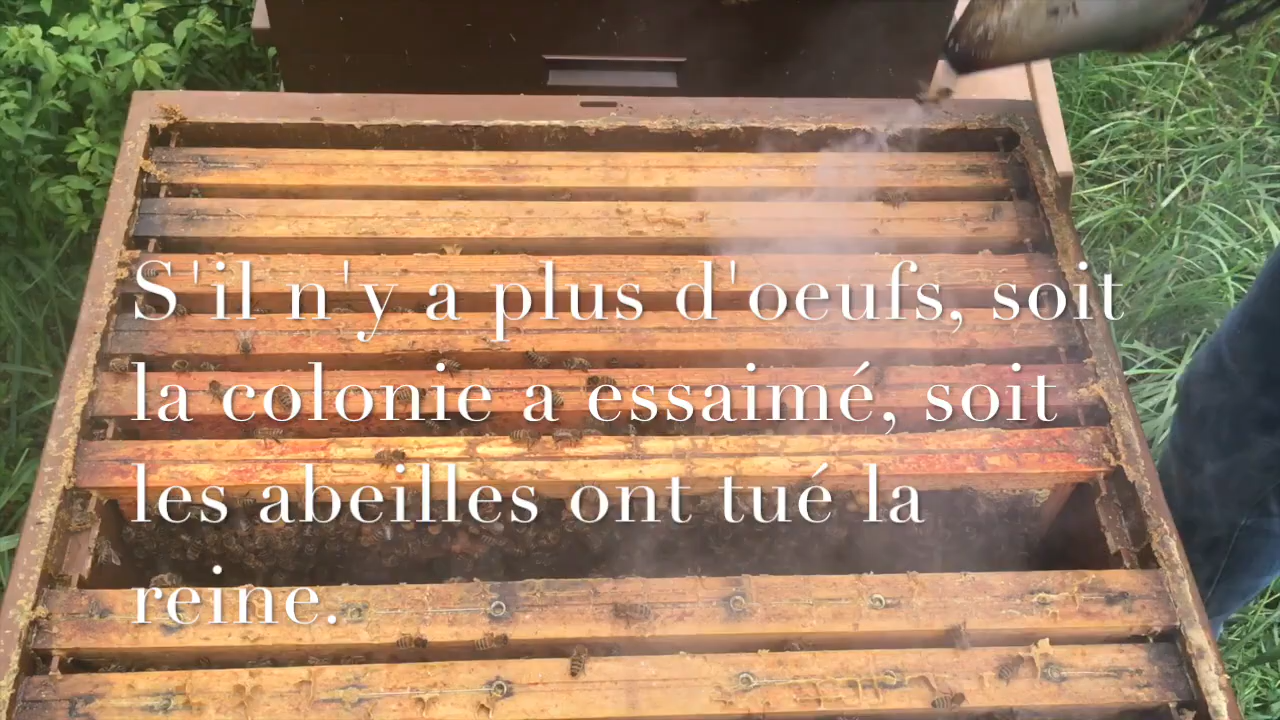 S'il n'y a plus d'oeufs, soit
la colonie a essaimé, soit
les abeilles ont tué la
reine.